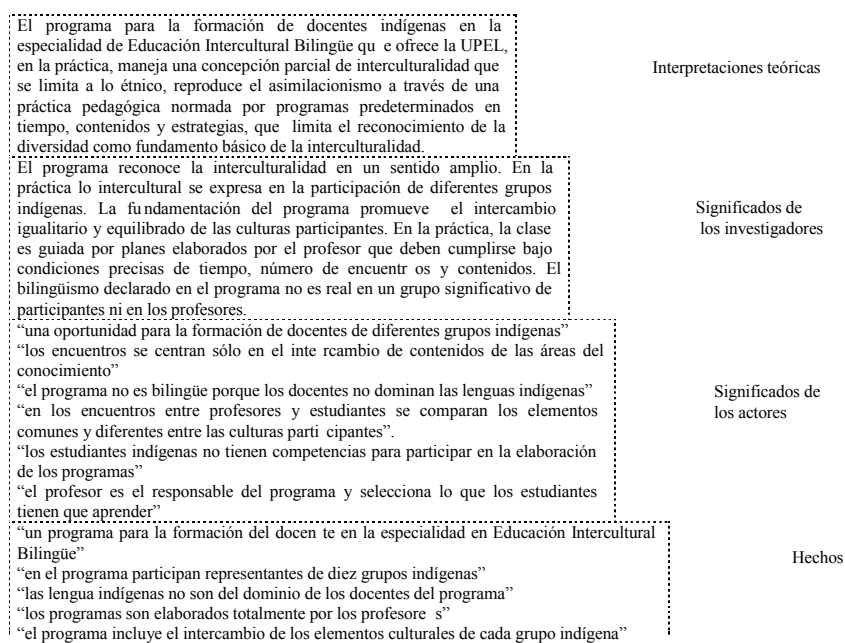 El programa para la formación de docentes indígenas en la
especialidad de Educación Intercultural Bilingüe qu e ofrece la UPEL,
en la práctica, maneja una concepción parcial de interculturalidad que
se limita a lo étnico, reproduce el asimilacionismo a través de una
práctica pedagógica normada por programas predeterminados en
tiempo, contenidos y estrategias, que limita el reconocimiento de la
diversidad como fundamento básico de la interculturalidad.
Interpretaciones teóricas
El programa reconoce la interculturalidad en un sentido amplio. En la
práctica lo intercultural se expresa en la participación de diferentes grupos
indígenas. La fu ndamentación del programa promueve el intercambio
igualitario y equilibrado de las culturas participantes. En la práctica, la clase
es guiada por planes elaborados por el profesor que deben cumplirse bajo
condiciones precisas de tiempo, número de encuentr os y contenidos. El
bilingüismo declarado en el programa no es real en un grupo significativo de
participantes ni en los profesores.
Significados de
los investigadores
“una oportunidad para la formación de docentes de diferentes grupos indígenas”
“los encuentros se centran sólo en el inte rcambio de contenidos de las áreas del
conocimiento”
“el programa no es bilingüe porque los docentes no dominan las lenguas indígenas”
“en los encuentros entre profesores y estudiantes se comparan los elementos
comunes y diferentes entre las culturas parti cipantes”.
“los estudiantes indígenas no tienen competencias para participar en la elaboración
de los programas”
“el profesor es el responsable del programa y selecciona lo que los estudiantes
tienen que aprender”
Significados de
los actores
“un programa para la formación del docen te en la especialidad en Educación Intercultural
Bilingüe”
“en el programa participan representantes de diez grupos indígenas”
“las lengua indígenas no son del dominio de los docentes del programa”
“los programas son elaborados totalmente por los profesore s”
“el programa incluye el intercambio de los elementos culturales de cada grupo indígena”
Hechos